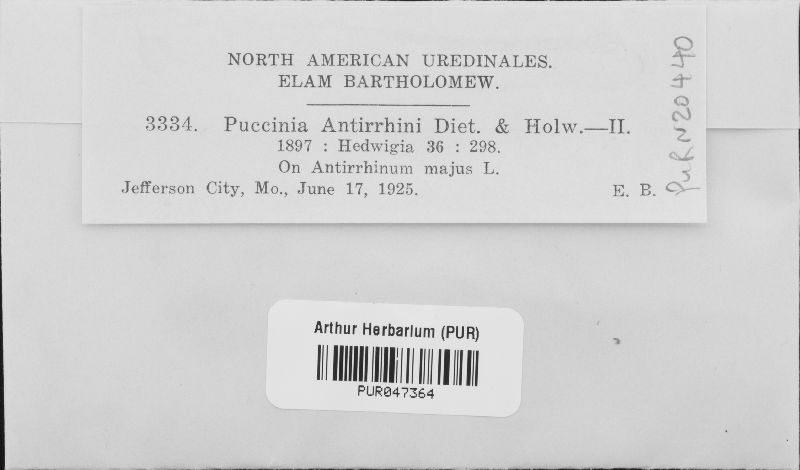 NORTH AMERICAN UREDINALES.
ELAM BARTHOLOMEW.
3334. Puccinia Antirrhini Diet. & Holw.—II.
1897 : Hedwigia 36 : 298.
On Antirrhinum majus L.
Jefferson City, Mo., June 17, 1925. E. B.
PUR N20440
Arthur Herbarium (PUR)
PUR047364